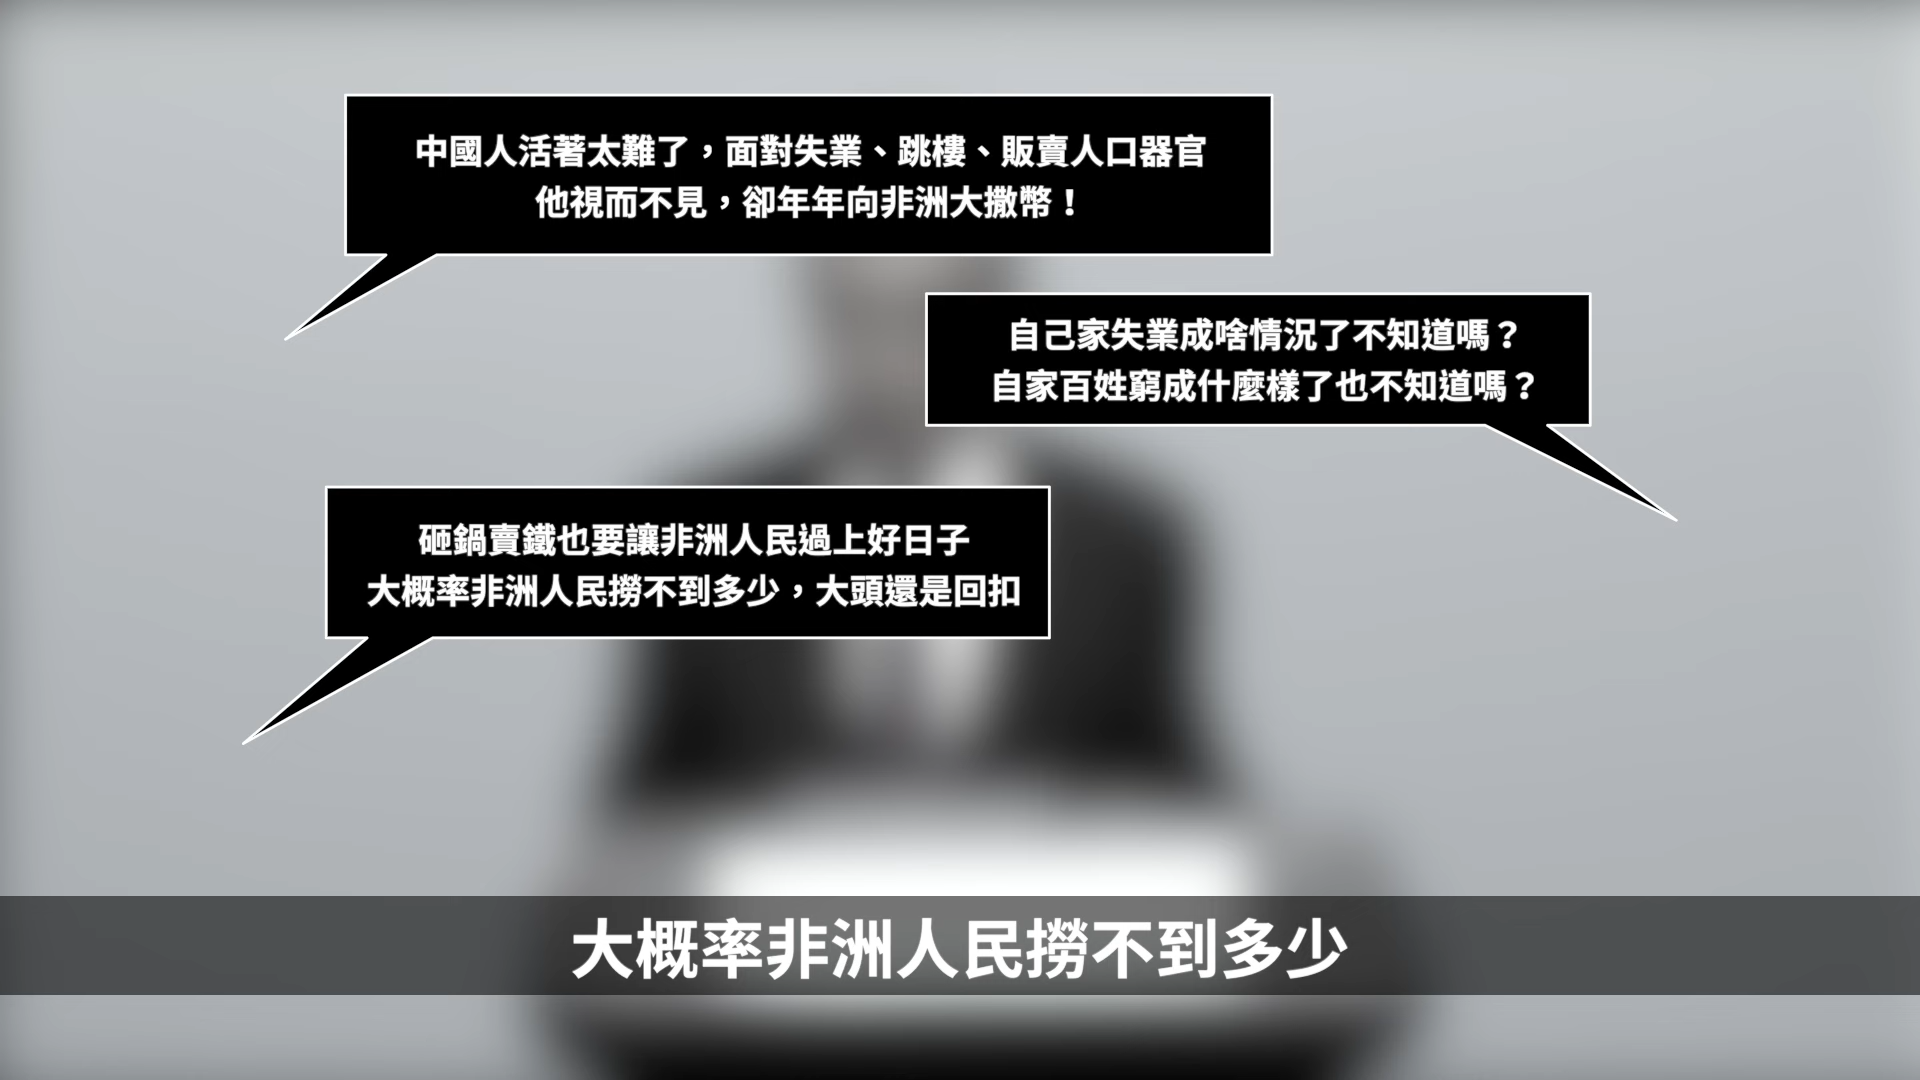 中國人活著太難了，面對失業、跳樓、販賣人口器官
他視而不見，卻年年向非洲大撒幣！
自己家失業成啥情況了不知道嗎？
自家百姓窮成什麼樣了也不知道嗎？
砸鍋賣鐵也要讓非洲人民過上好日子
大概率非洲人民撈不到多少，大頭還是回扣
大概率非洲人民撈不到多少